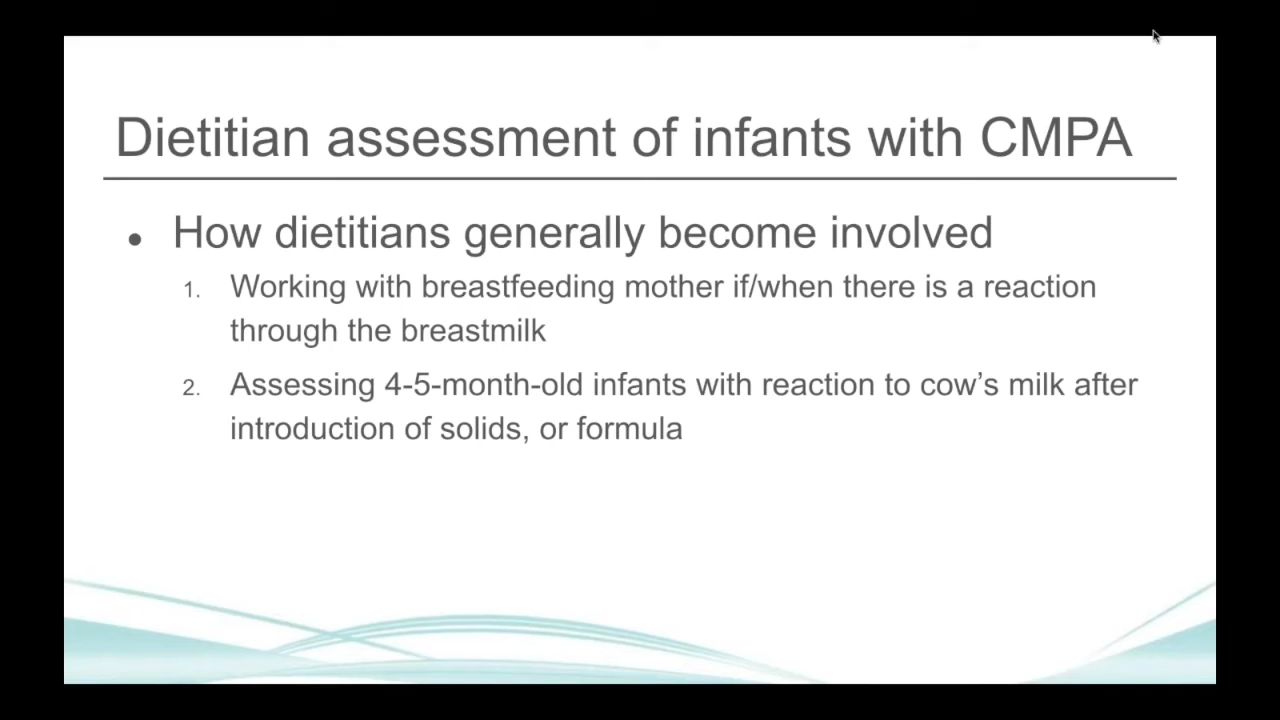 Dietitian assessment of infants with CMPA
• How dietitians generally become involved
1. Working with breastfeeding mother if/when there is a reaction
through the breastmilk
2. Assessing 4-5-month-old infants with reaction to cow’s milk after
introduction of solids, or formula